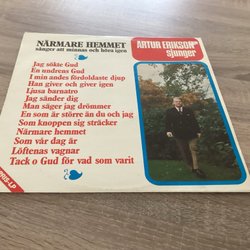 NÄRMARE HEMMET
sånger att minnas och höra igen
ARTUR ERIKSON
sjunger
Jag sökte Gud
En undrens Gud
I min andes fördoldaste djup
Han giver och giver igen
Ljusa barnatro
Jag sänder dig
Man säger jag drömmer
En som är större än du och jag
Som knoppen sig sträcker
Närmare hemmet
Som vår dag är
Löftenas vagnar
Tack o Gud för vad som varit